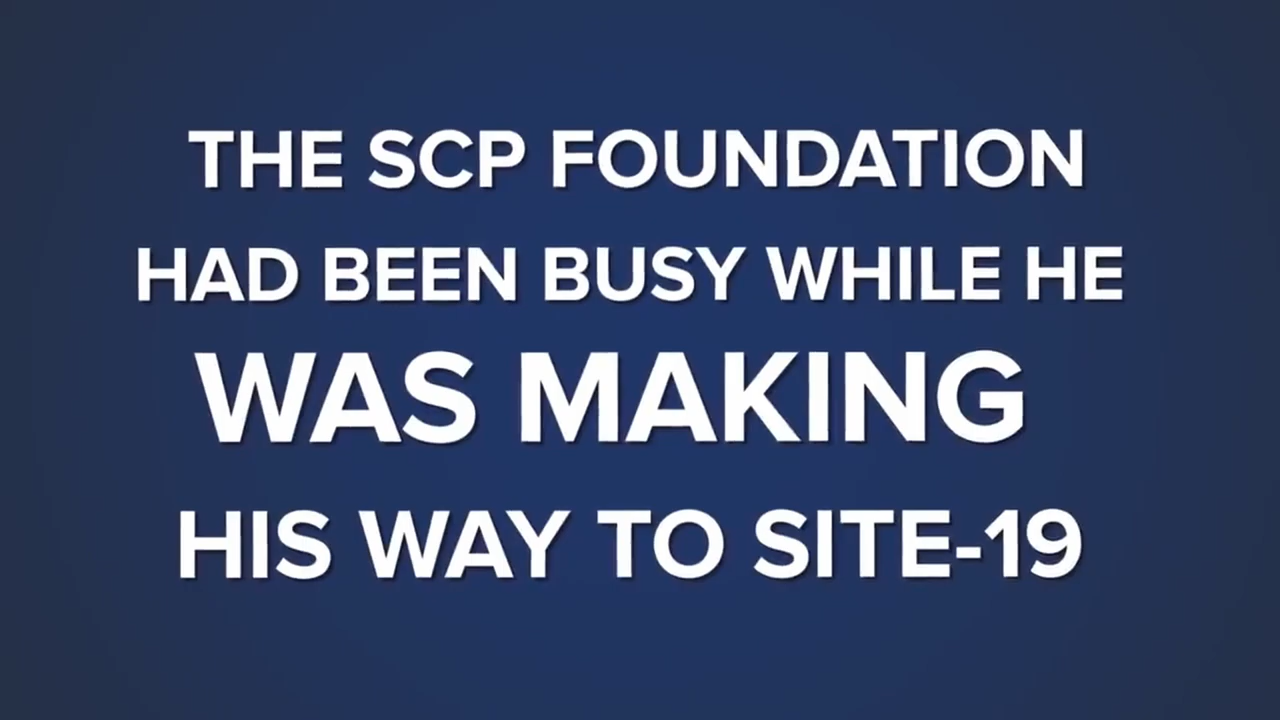 THE SCP FOUNDATION
HAD BEEN BUSY WHILE HE
WAS MAKING
HIS WAY TO SITE-19